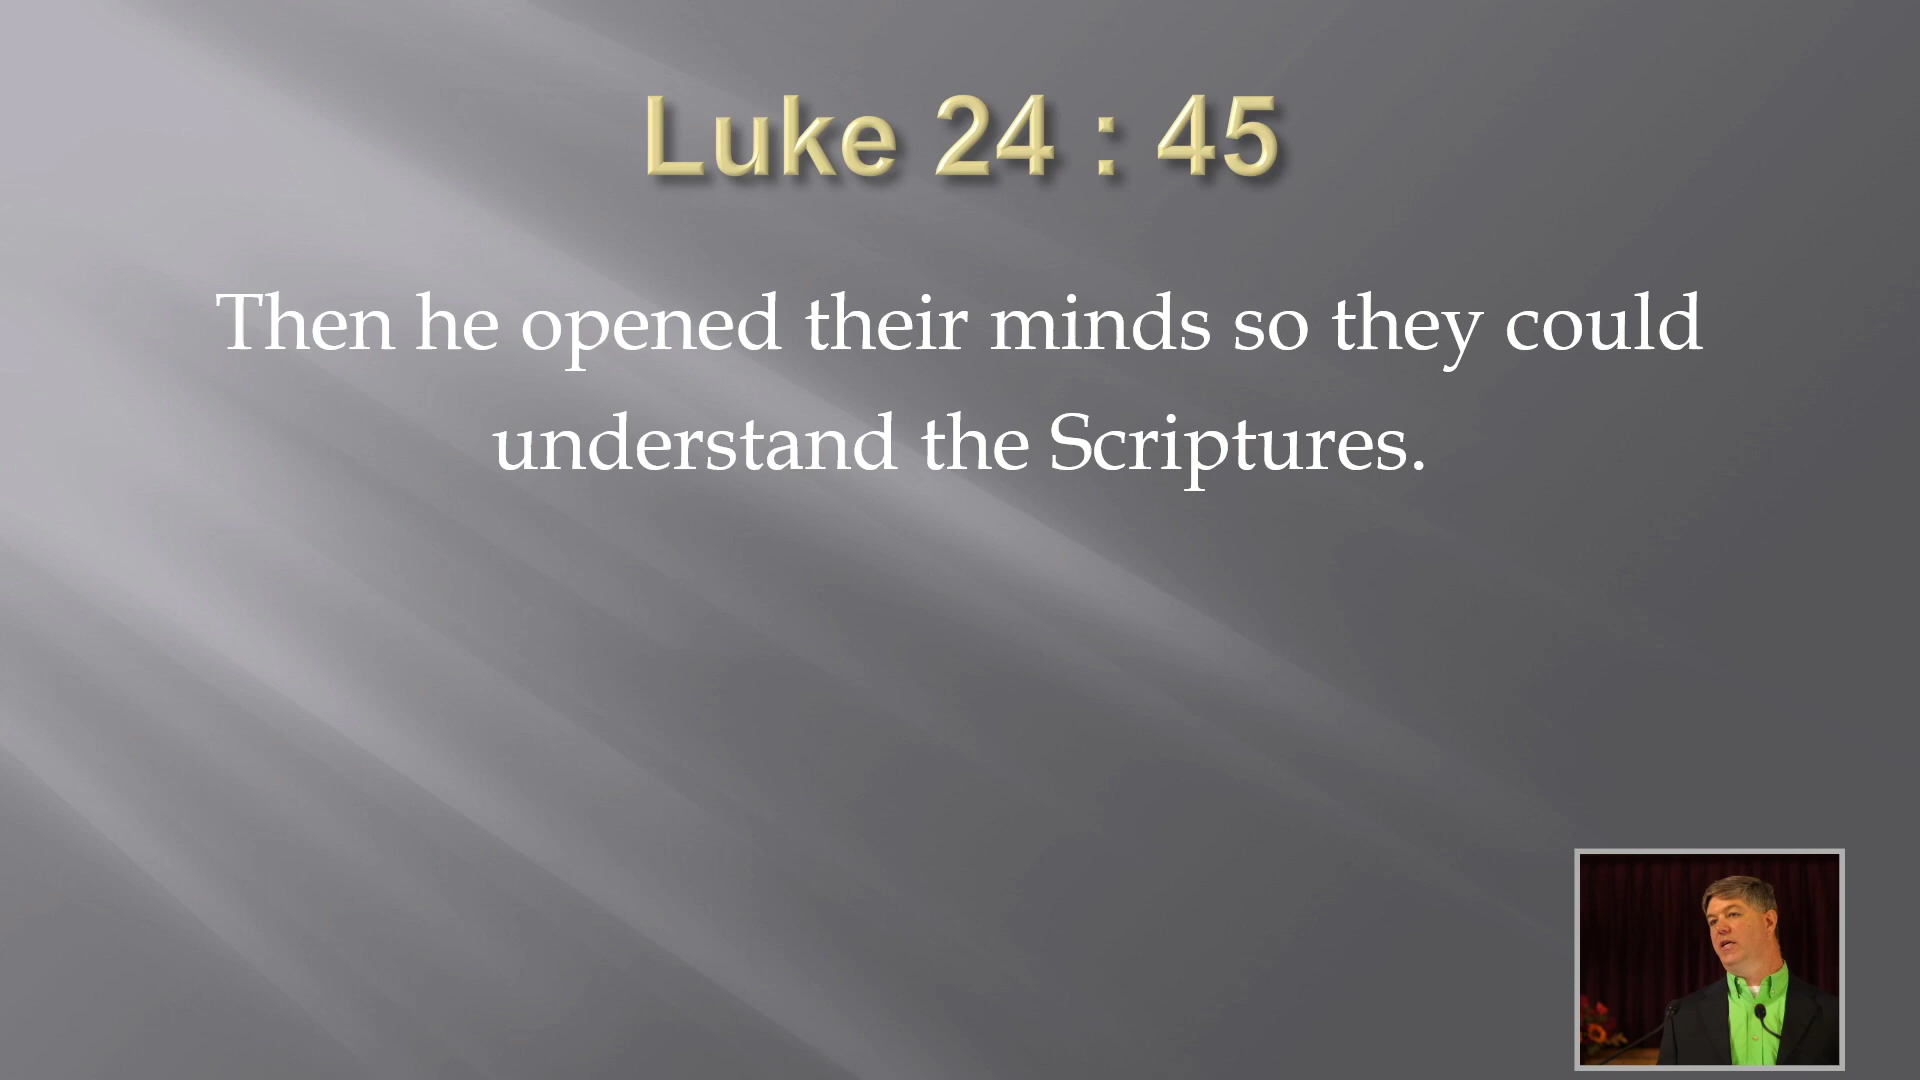 Luke 24 : 45
Then he opened their minds so they could
understand the Scriptures.